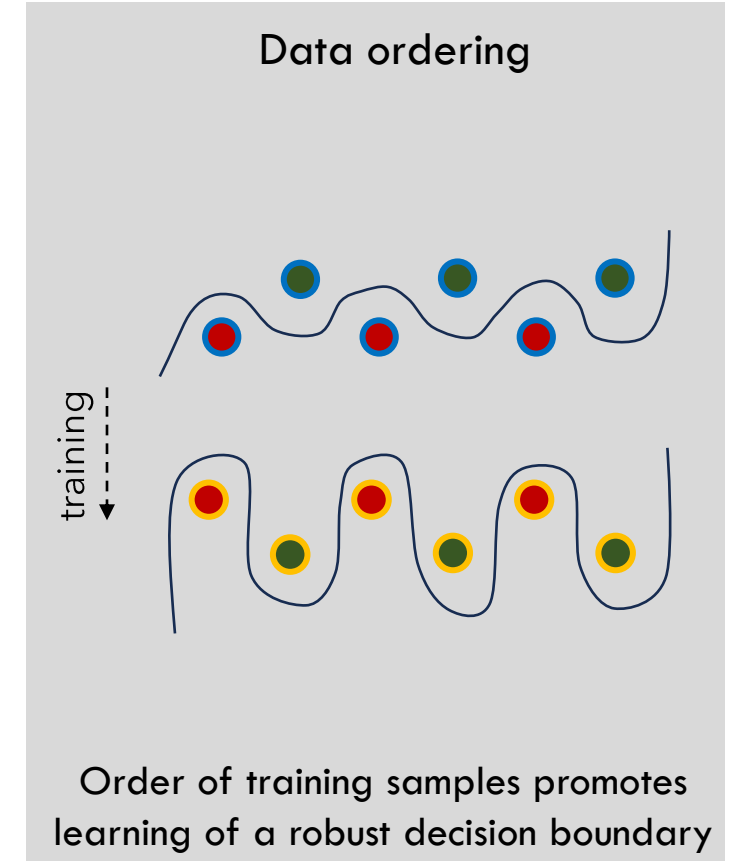 Data ordering
training
Order of training samples promotes
learning of a robust decision boundary